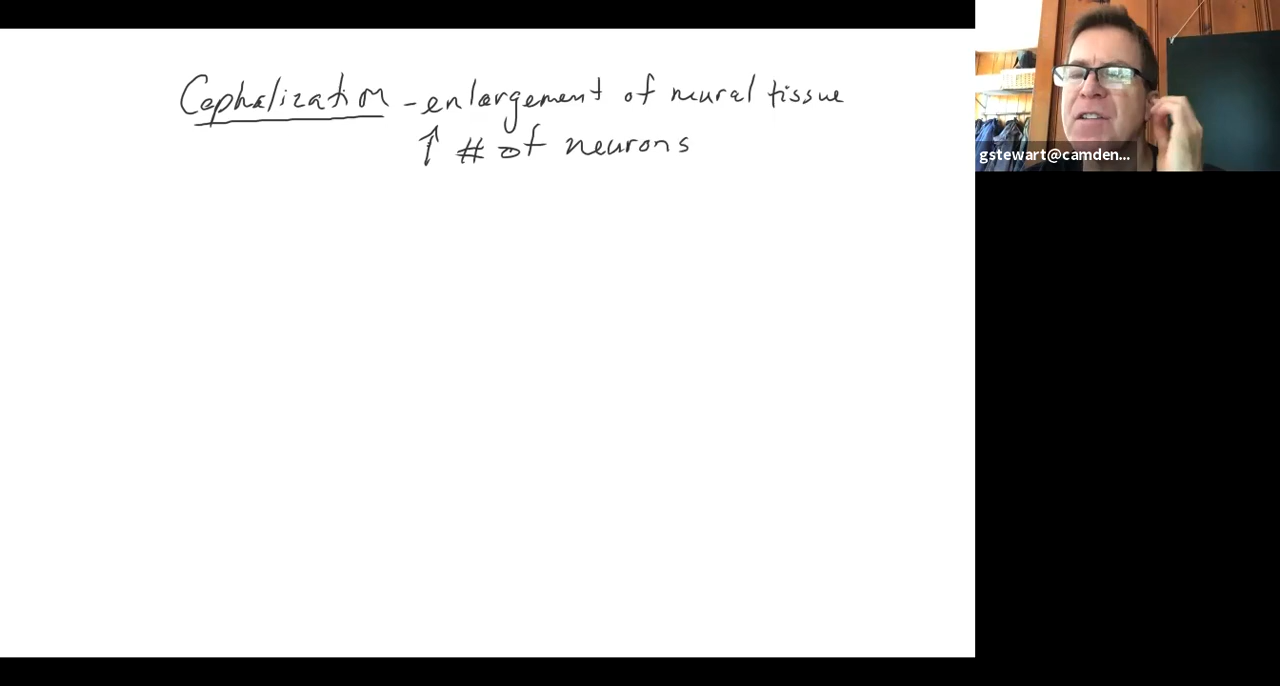 Cephalization - enlargement of neural tissue
↑ # of neurons
gstewart@camden...